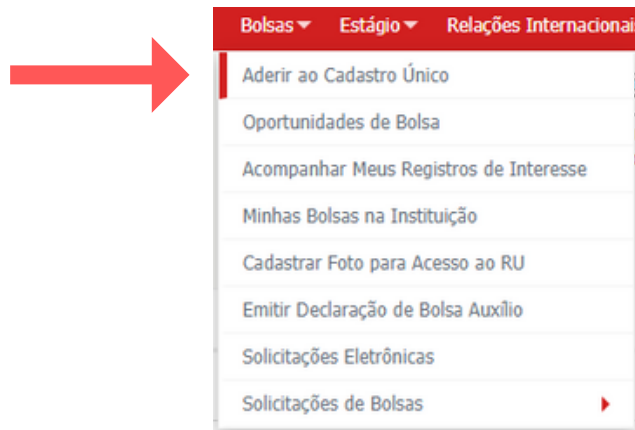 Bolsas Estágio Relações Internacionais
Aderir ao Cadastro Único
Oportunidades de Bolsa
Acompanhar Meus Registros de Interesse
Minhas Bolsas na Instituição
Cadastrar Foto para Acesso ao RU
Emitir Declaração de Bolsa Auxílio
Solicitações Eletrônicas
Solicitações de Bolsas